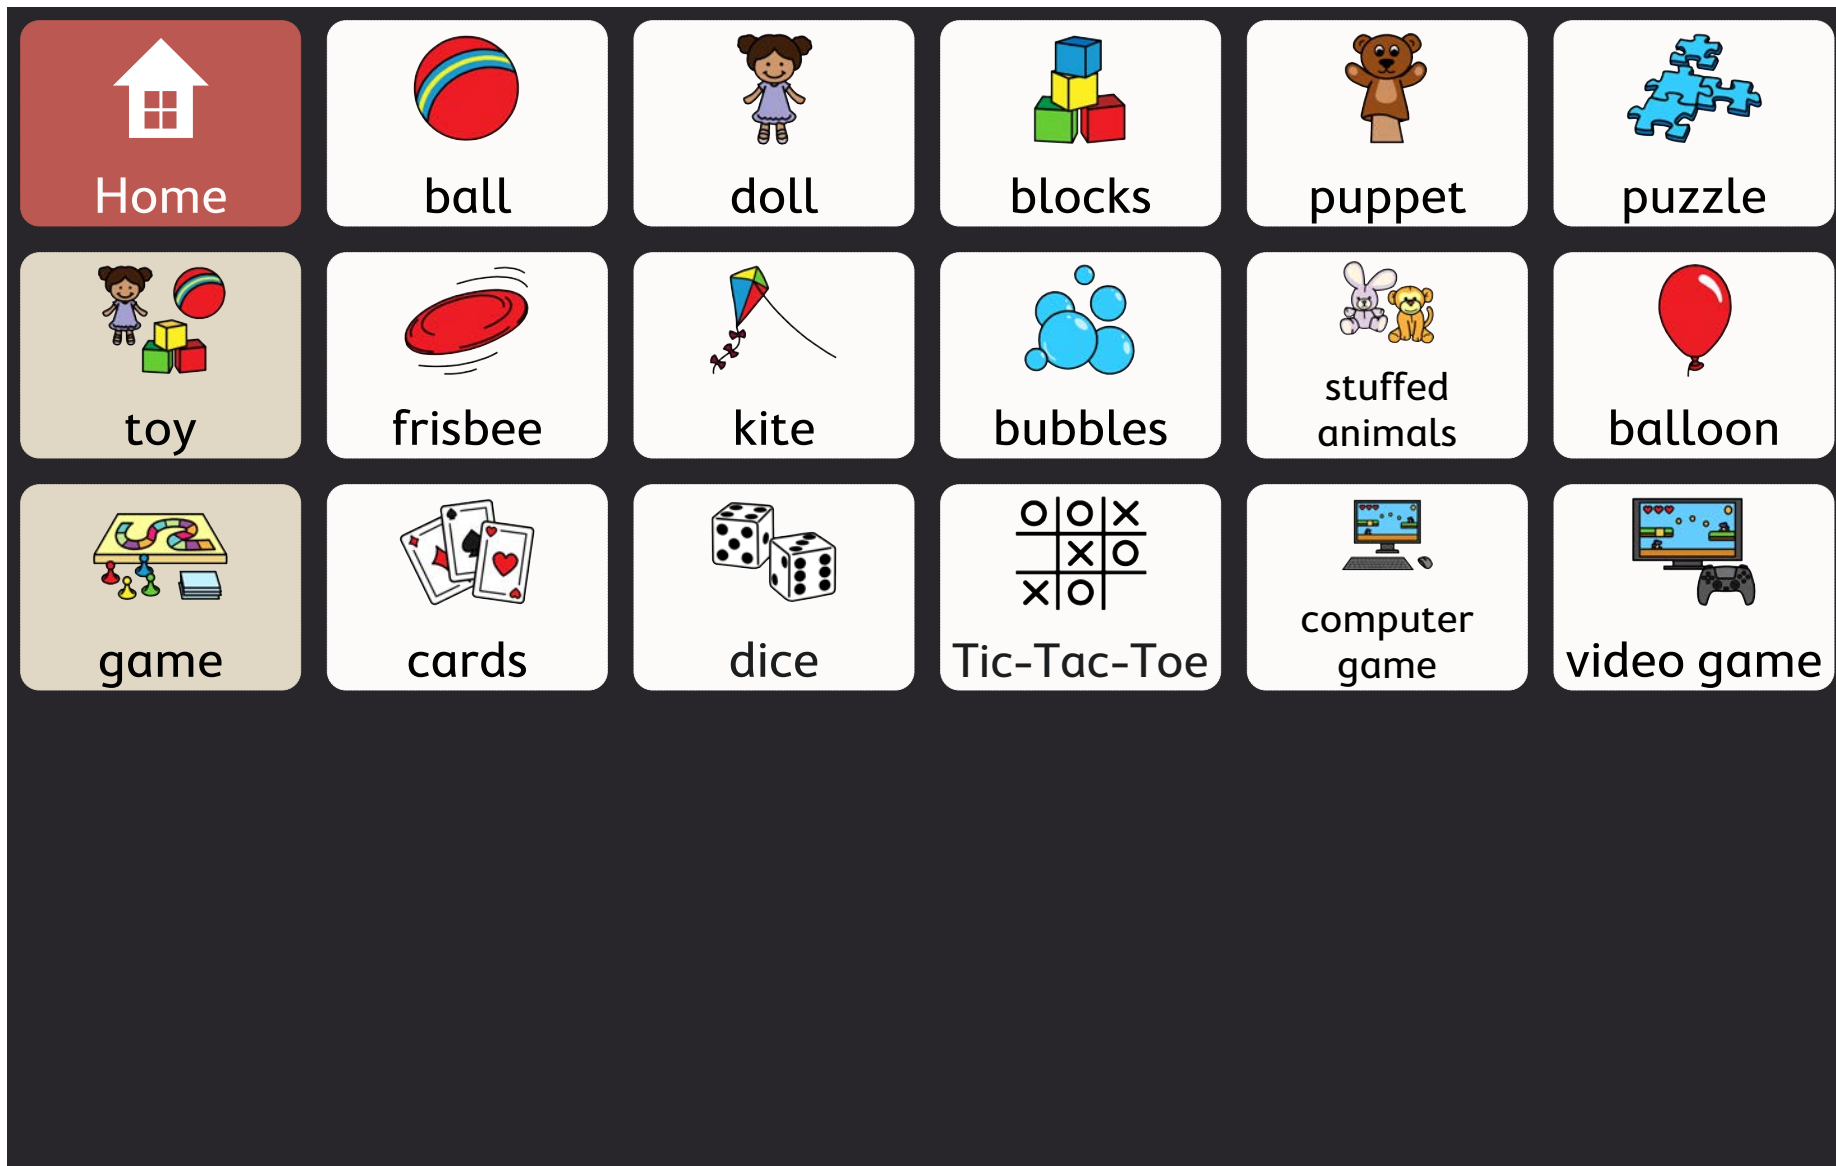 Home
ball
doll
blocks
puppet
puzzle
toy
frisbee
kite
bubbles
stuffed
animals
balloon
game
cards
dice
Tic-Tac-Toe
computer
game
video game